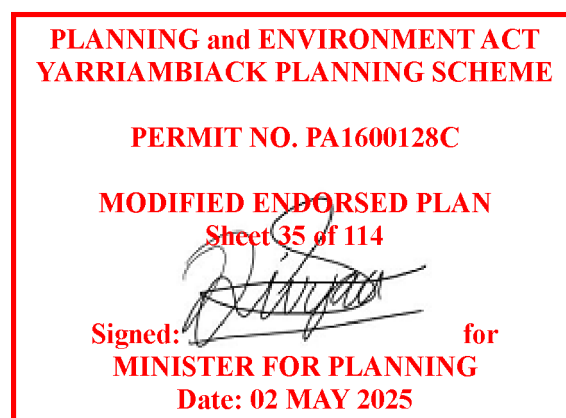 PLANNING and ENVIRONMENT ACT
YARRIAMBIACK PLANNING SCHEME
PERMIT NO. PA1600128C
MODIFIED ENDORSED PLAN
Sheet 35 of 114
Signed: for
MINISTER FOR PLANNING
Date: 02 MAY 2025